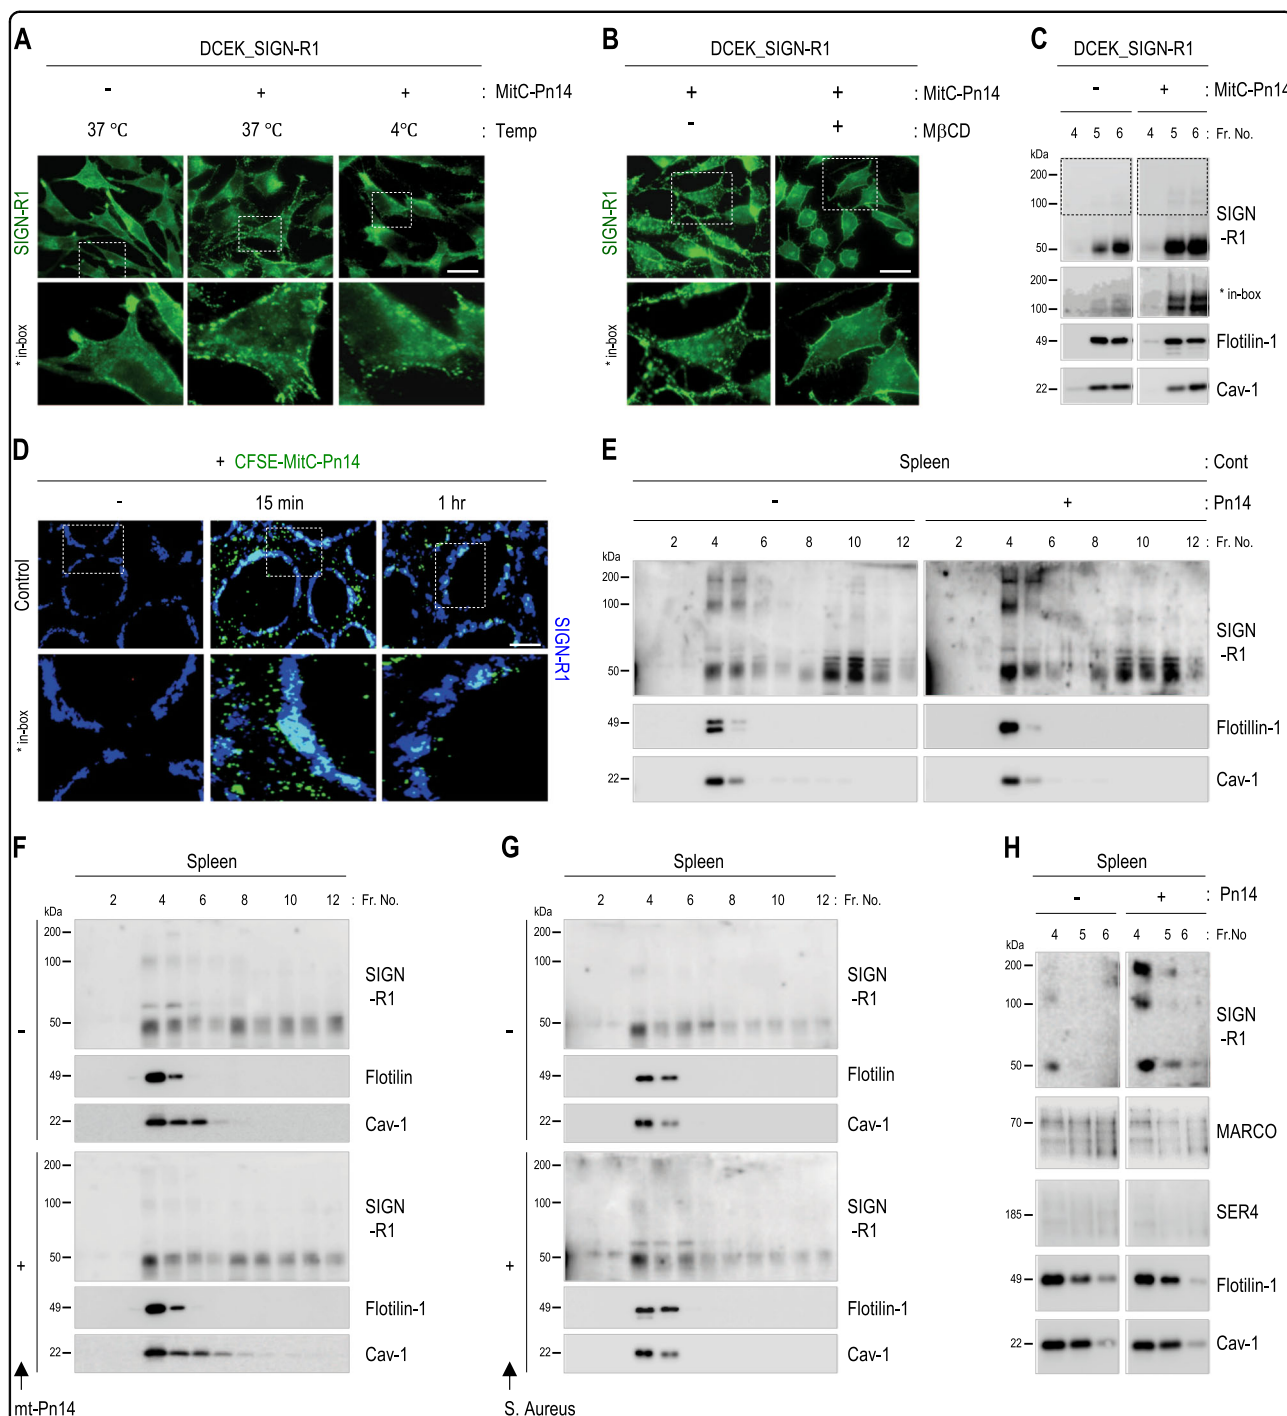 A
DCEK_SIGN-R1
- + + : MitC-Pn14
37 °C 37 °C 4°C : Temp
SIGN-R1
* in-box
B
DCEK_SIGN-R1
+ + : MitC-Pn14
- + : MβCD
SIGN-R1
* in-box
C
DCEK_SIGN-R1
- + : MitC-Pn14
4 5 6 4 5 6 Fr. No.
kDa
200
100
50
SIGN
-R1
200
100
* in-box
49
Flotilin-1
22
Cav-1
D
+ CFSE-MitC-Pn14
- 15 min 1 hr
Control
SIGN-R1
* in-box
E
Spleen : Cont
- + : Pn14
2 4 6 8 10 12 2 4 6 8 10 12 : Fr. No.
kDa
200
100
50
SIGN
-R1
49
Flotillin-1
22
Cav-1
F
Spleen
2 4 6 8 10 12 : Fr. No.
kDa
200
100
50
SIGN
-R1
-
49
Flotilin
22
Cav-1
200
100
50
SIGN
-R1
+
49
Flotilin-1
22
Cav-1
mt-Pn14
G
Spleen
2 4 6 8 10 12 : Fr. No.
kDa
200
100
50
SIGN
-R1
-
49
Flotilin
22
Cav-1
200
100
50
SIGN
-R1
+
49
Flotilin-1
22
Cav-1
S. Aureus
H
Spleen
- + : Pn14
4 5 6 4 5 6 : Fr.No
kDa
200
100
50
SIGN
-R1
70
MARCO
185
SER4
49
Flotilin-1
22
Cav-1